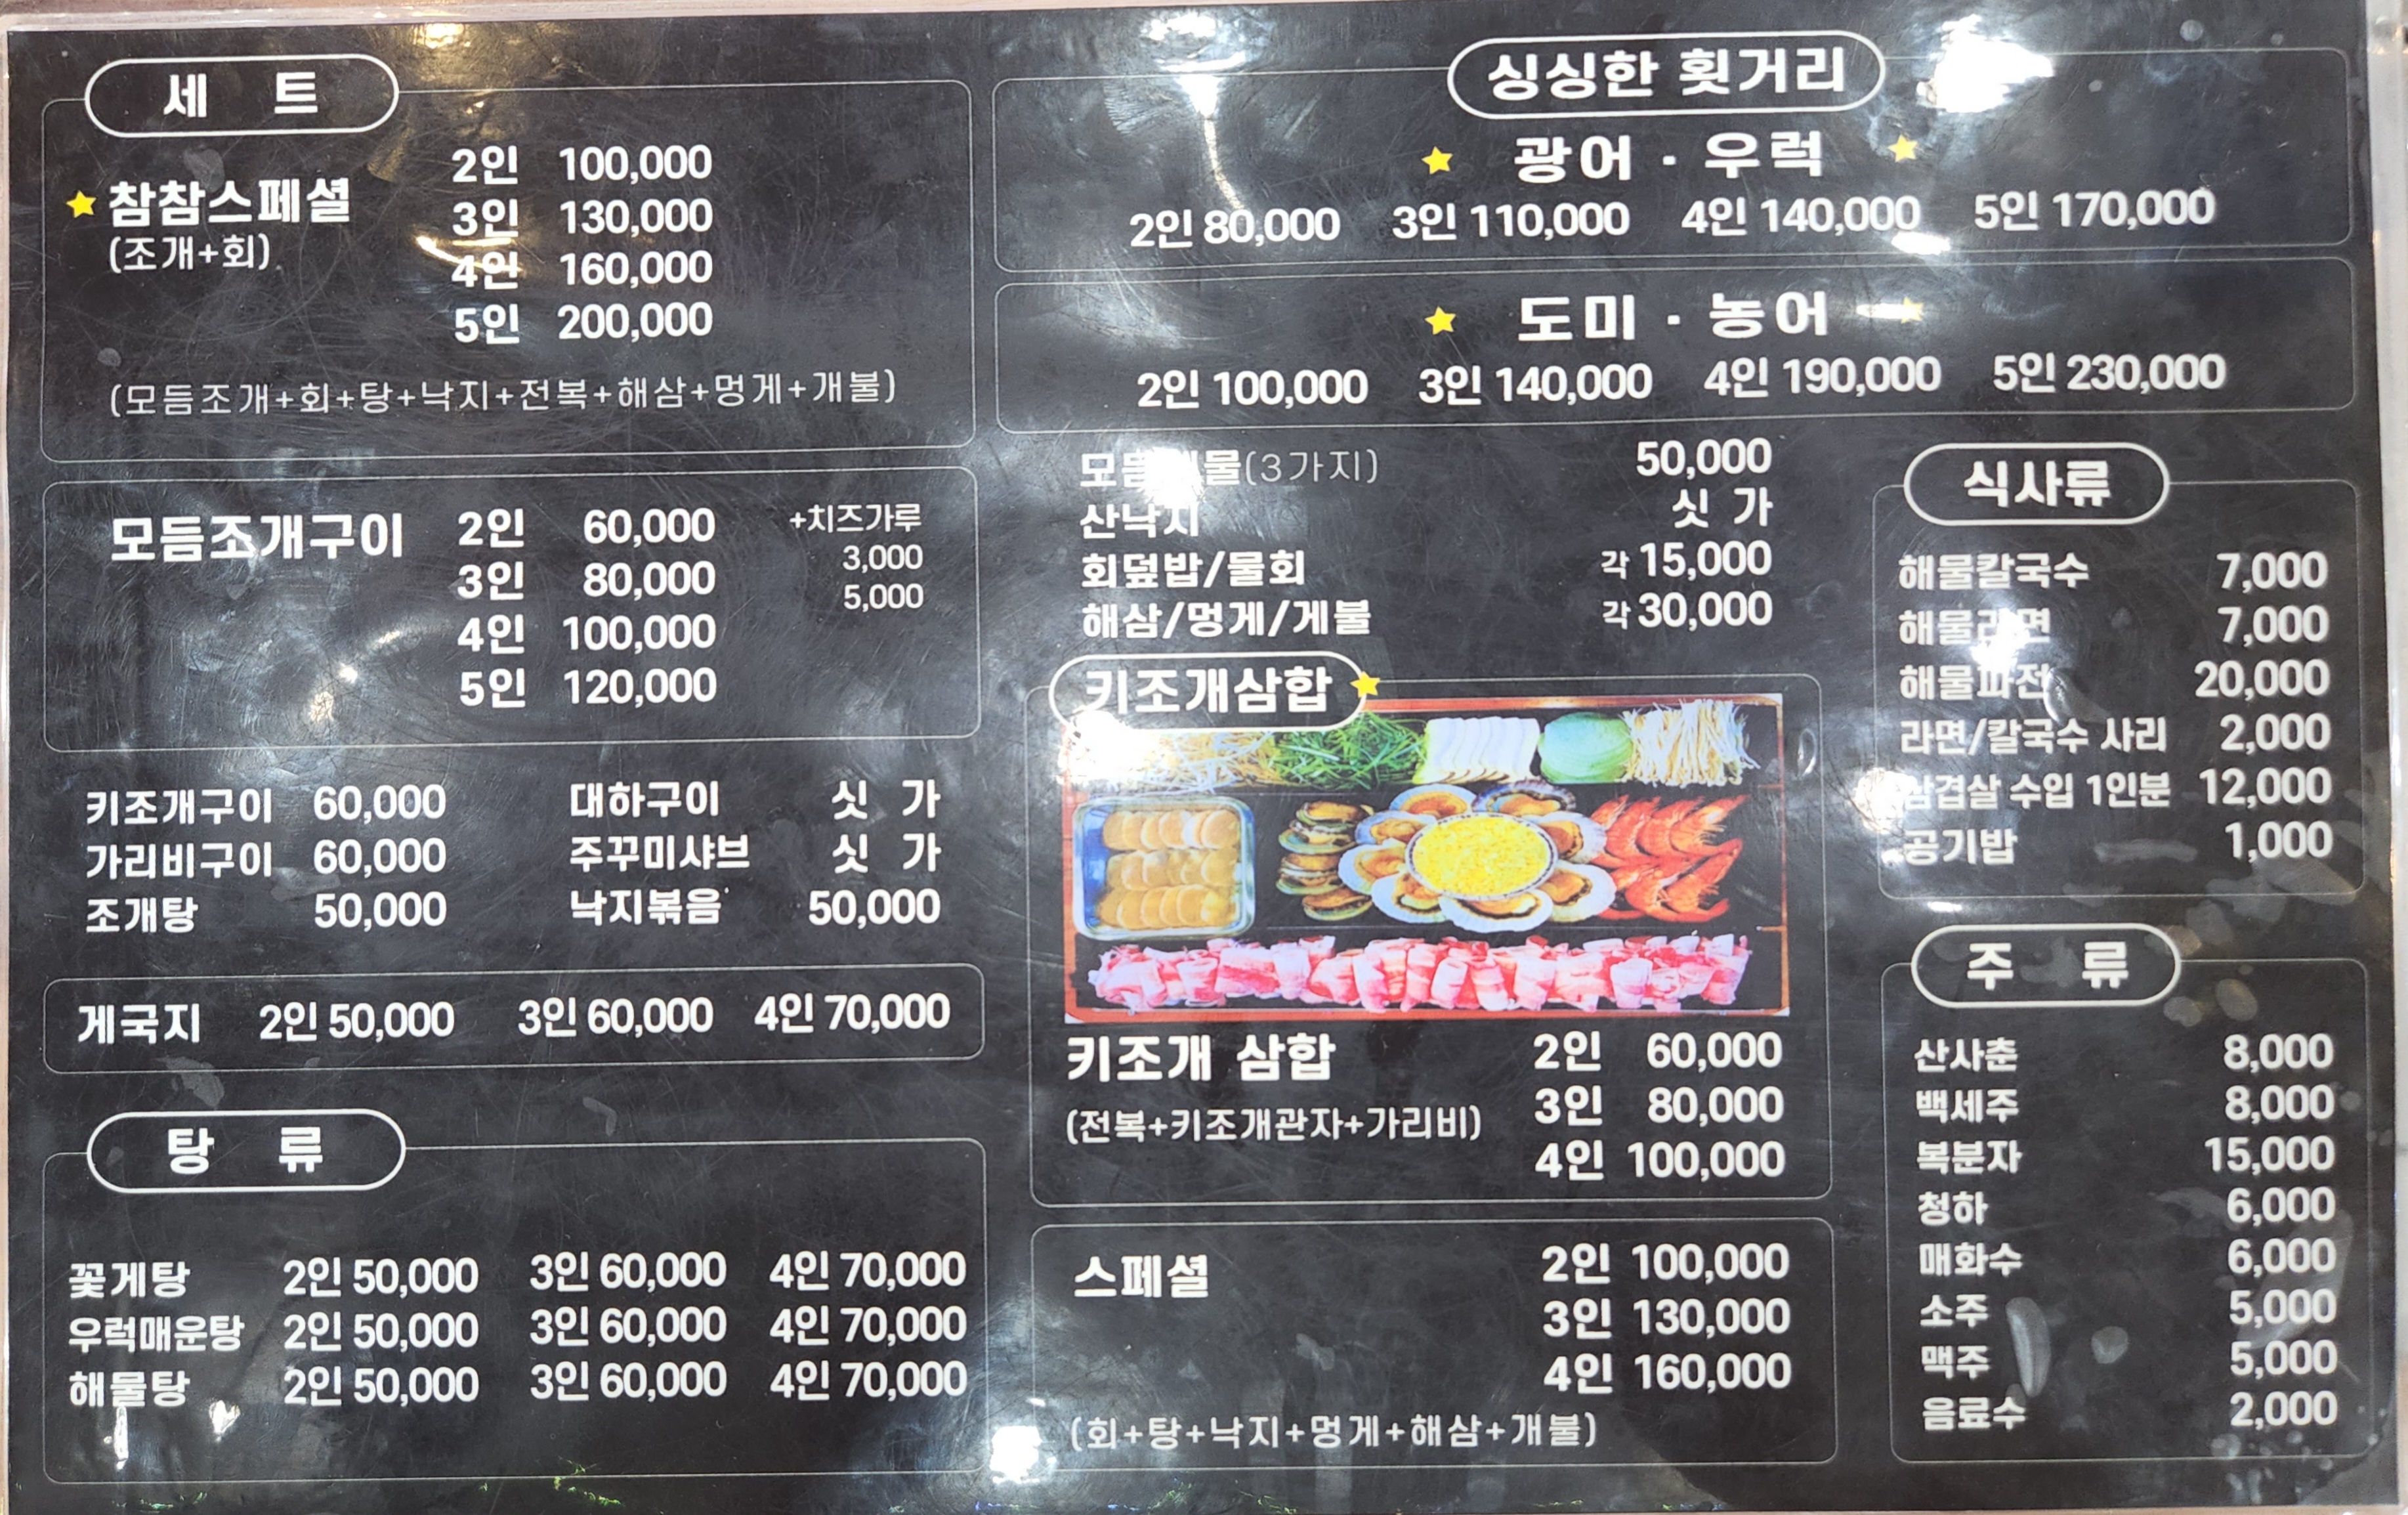 세 트
참참스페셜
(조개+회)
2인 100,000
3인 130,000
4인 160,000
5인 200,000
(모듬조개+회+탕+낙지+전복+해삼+멍게+개불)
모듬조개구이
2인 60,000
3인 80,000
4인 100,000
5인 120,000
+치즈가루
3,000
5,000
키조개구이 60,000
가리비구이 60,000
조개탕 50,000
대하구이 싯 가
주꾸미샤브 싯 가
낙지볶음 50,000
게국지 2인 50,000 3인 60,000 4인 70,000
탕 류
꽃게탕 2인 50,000 3인 60,000 4인 70,000
우럭매운탕 2인 50,000 3인 60,000 4인 70,000
해물탕 2인 50,000 3인 60,000 4인 70,000
싱싱한 횟거리
광어 · 우럭
2인 80,000 3인 110,000 4인 140,000 5인 170,000
도미 · 농어
2인 100,000 3인 140,000 4인 190,000 5인 230,000
(3가지) 50,000
산낙지 싯 가
회덮밥/물회 각 15,000
해삼/멍게/게불 각 30,000
키조개삼합
키조개 삼합
(전복+키조개관자+가리비)
2인 60,000
3인 80,000
4인 100,000
스페셜
2인 100,000
3인 130,000
4인 160,000
(회+탕+낙지+멍게+해삼+개불)
식사류
해물칼국수 7,000
해물라면 7,000
해물파전 20,000
라면/칼국수 사리 2,000
삼겹살 수입 1인분 12,000
공기밥 1,000
주 류
산사춘 8,000
백세주 8,000
복분자 15,000
청하 6,000
매화수 6,000
소주 5,000
맥주 5,000
음료수 2,000